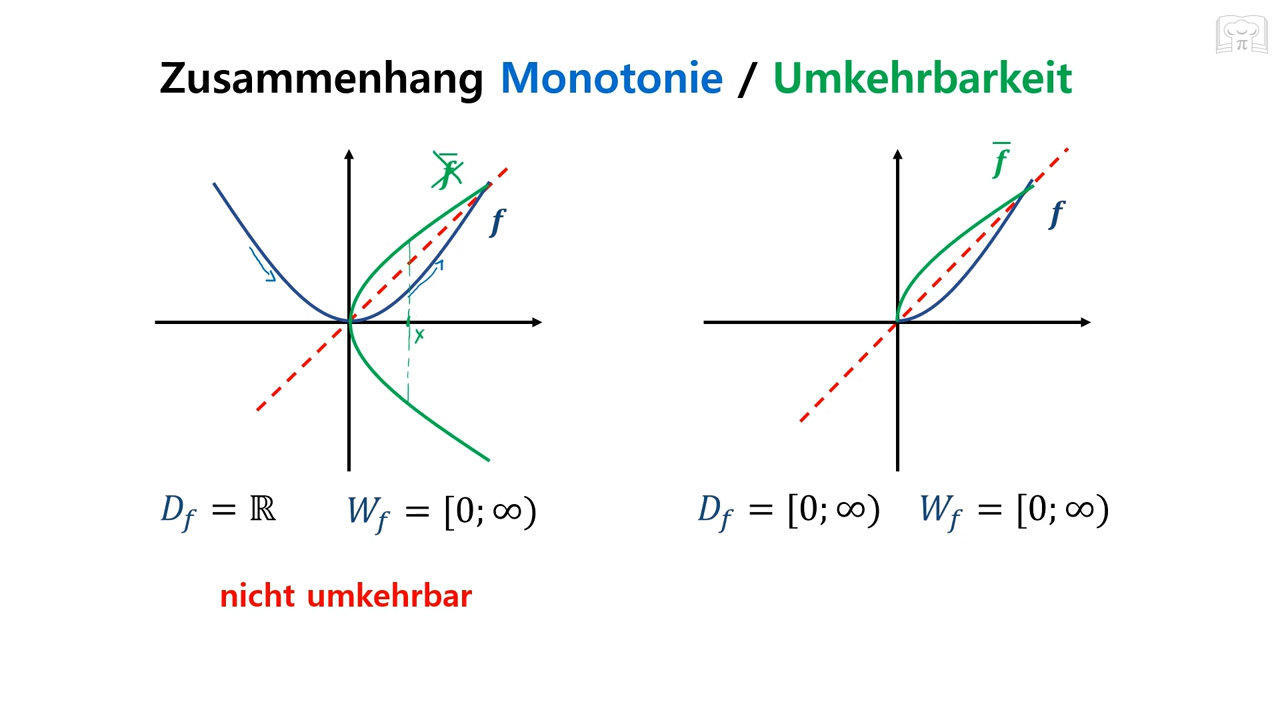 Zusammenhang Monotonie / Umkehrbarkeit
f̅
f
x
f̅
f
D_f = ℝ W_f = [0; ∞)
D_f = [0; ∞) W_f = [0; ∞)
nicht umkehrbar
π